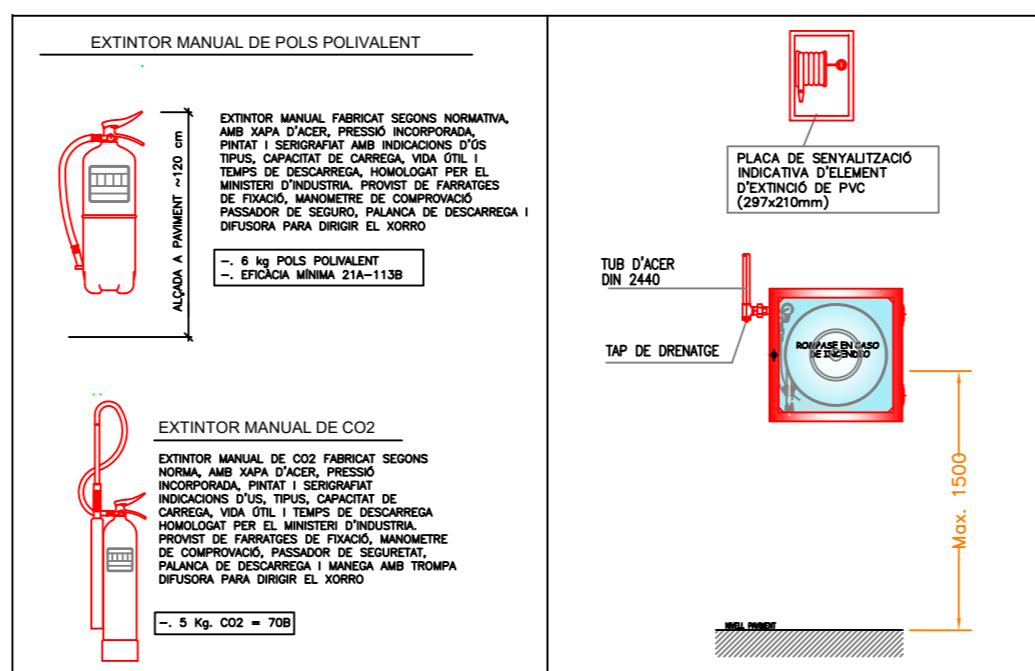 EXTINTOR MANUAL DE POLS POLIVALENT
ALÇADA A PAVIMENT ~120 cm
EXTINTOR MANUAL FABRICAT SEGONS NORMATIVA,
AMB XAPA D'ACER, PRESSIÓ INCORPORADA,
PINTAT I SERIGRAFIAT AMB INDICACIONS D'ÚS
TIPUS, CAPACITAT DE CARREGA, VIDA ÚTIL I
TEMPS DE DESCARREGA, HOMOLOGAT PER EL
MINISTERI D'INDUSTRIA. PROVIST DE FARRATGES
DE FIXACIÓ, MANOMETRE DE COMPROVACIÓ
PASSADOR DE SEGURO, PALANCA DE DESCARREGA I
DIFUSORA PARA DIRIGIR EL XORRO
-. 6 kg POLS POLIVALENT
-. EFICÀCIA MÍNIMA 21A-113B
EXTINTOR MANUAL DE CO2
EXTINTOR MANUAL DE CO2 FABRICAT SEGONS
NORMA, AMB XAPA D'ACER, PRESSIÓ
INCORPORADA, PINTAT I SERIGRAFIAT
INDICACIONS D'US, TIPUS, CAPACITAT DE
CARREGA, VIDA ÚTIL I TEMPS DE DESCARREGA
HOMOLOGAT PER EL MINISTERI D'INDUSTRIA.
PROVIST DE FARRATGES DE FIXACIÓ, MANOMETRE
DE COMPROVACIÓ, PASSADOR DE SEGURETAT,
PALANCA DE DESCARREGA I MANEGA AMB TROMPA
DIFUSORA PARA DIRIGIR EL XORRO
-. 5 Kg. CO2 = 70B
PLACA DE SENYALITZACIÓ
INDICATIVA D'ELEMENT
D'EXTINCIÓ DE PVC
(297x210mm)
TUB D'ACER
DIN 2440
TAP DE DRENATGE
ROMPASE EN CASO
DE INCENDIO
Max. 1500
NIVELL PAVIMENT